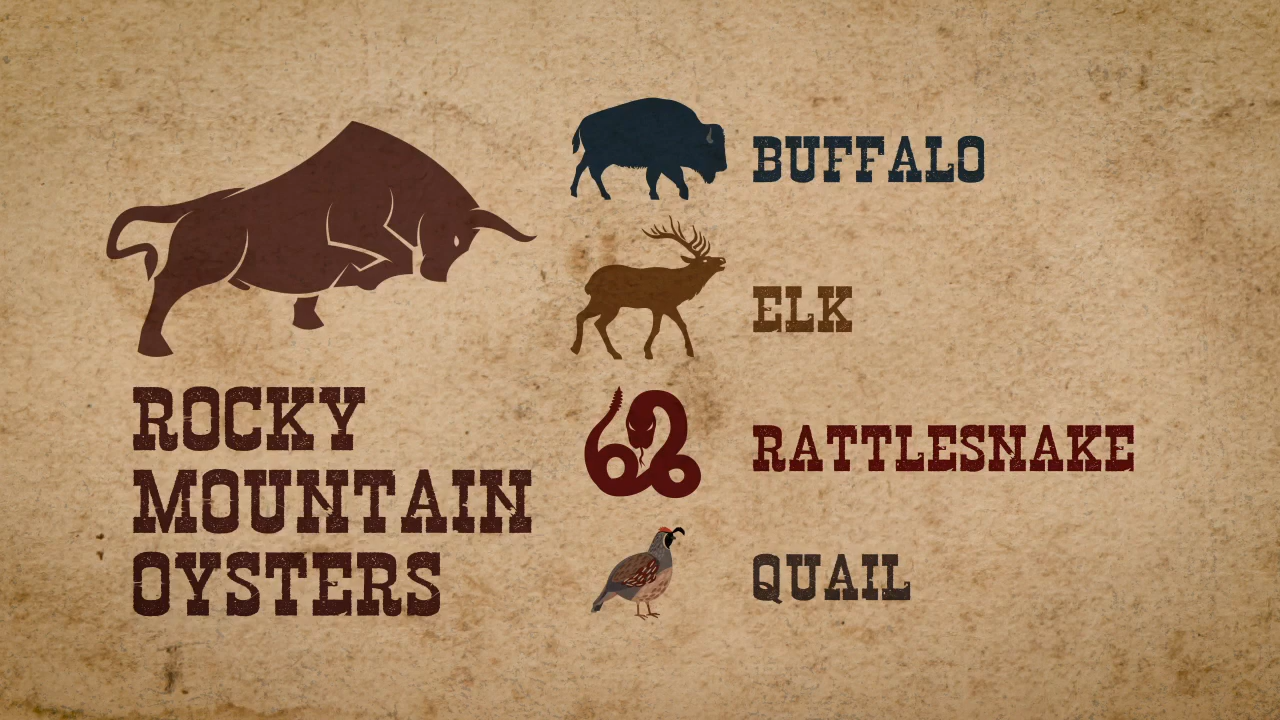 ROCKY
MOUNTAIN
OYSTERS
BUFFALO
ELK
RATTLESNAKE
QUAIL